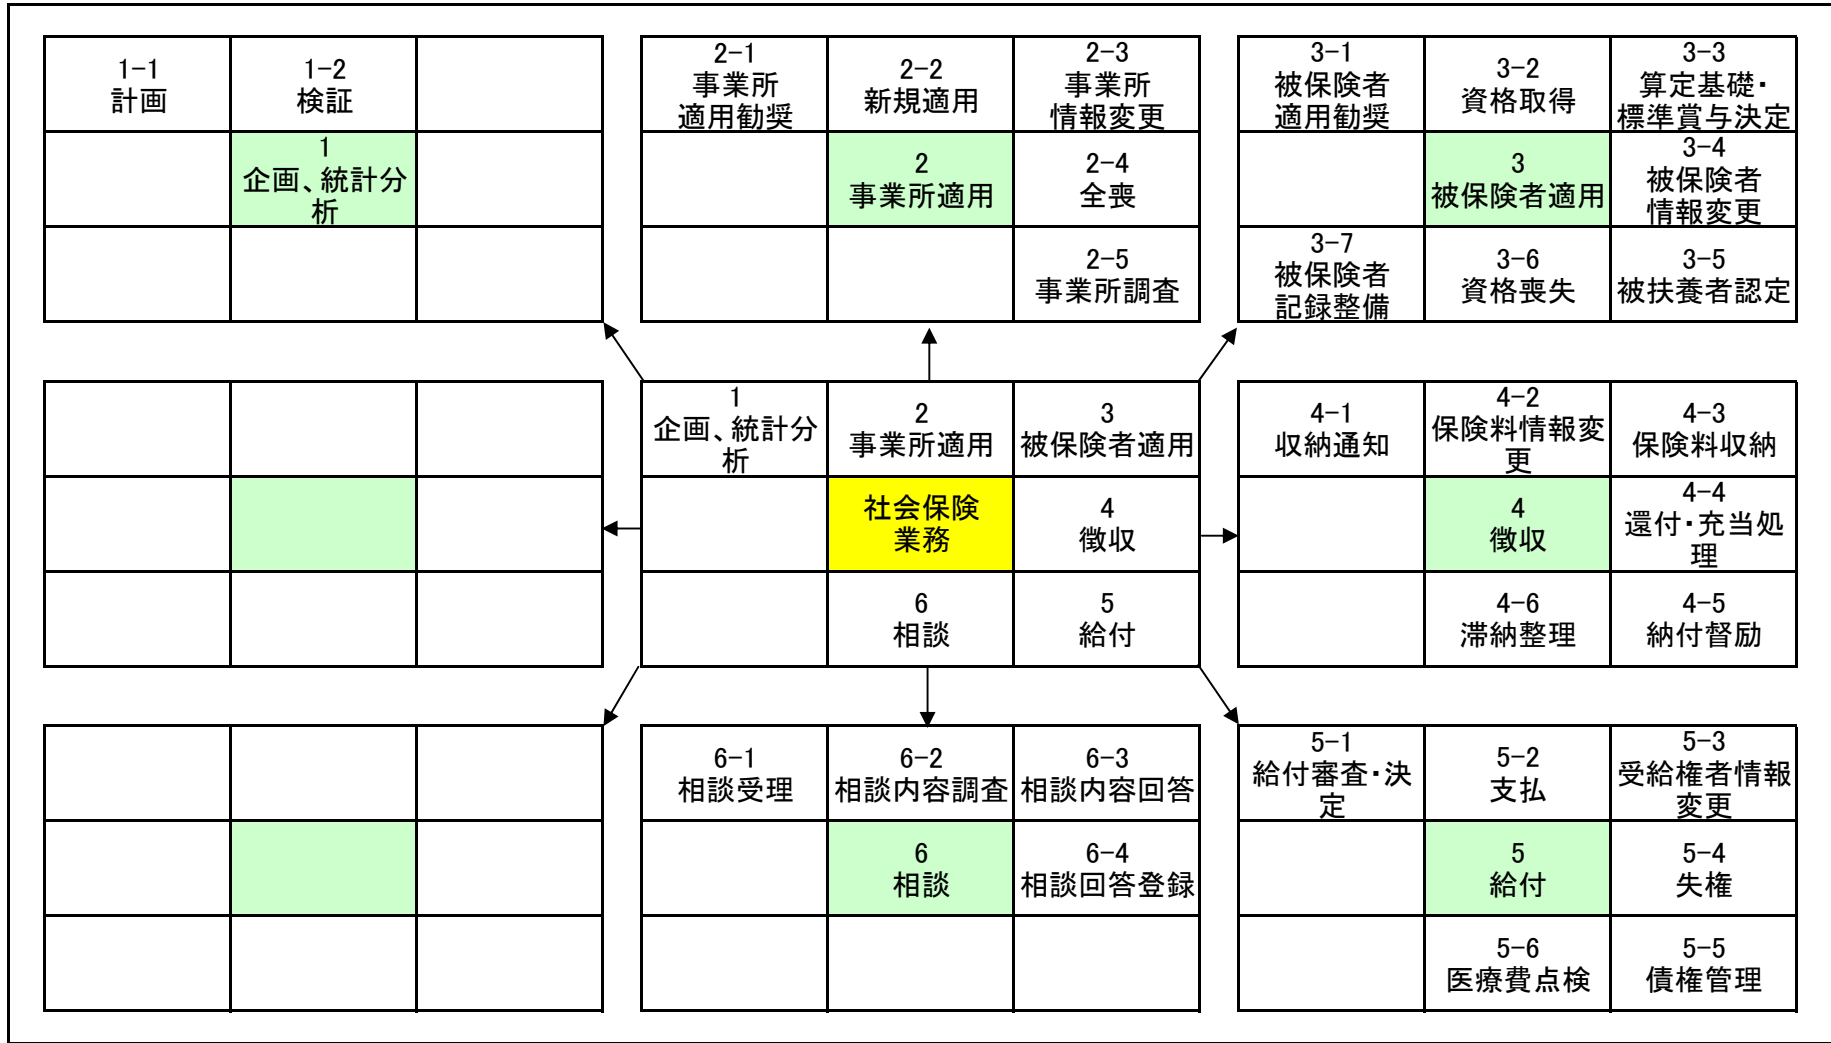 1-1
計画
1-2
検証
1
企画、統計分
析
2-1
事業所
適用勧奨
2-2
新規適用
2-3
事業所
情報変更
2
事業所適用
2-4
全喪
2-5
事業所調査
3-1
被保険者
適用勧奨
3-2
資格取得
3-3
算定基礎・
標準賞与決定
3
被保険者適用
3-4
被保険者
情報変更
3-7
被保険者
記録整備
3-6
資格喪失
3-5
被扶養者認定
1
企画、統計分
析
2
事業所適用
3
被保険者適用
社会保険
業務
4
徴収
6
相談
5
給付
4-1
収納通知
4-2
保険料情報変
更
4-3
保険料収納
4
徴収
4-4
還付・充当処
理
4-6
滞納整理
4-5
納付督励
6-1
相談受理
6-2
相談内容調査
6-3
相談内容回答
6
相談
6-4
相談回答登録
5-1
給付審査・決
定
5-2
支払
5-3
受給権者情報
変更
5
給付
5-4
失権
5-6
医療費点検
5-5
債権管理